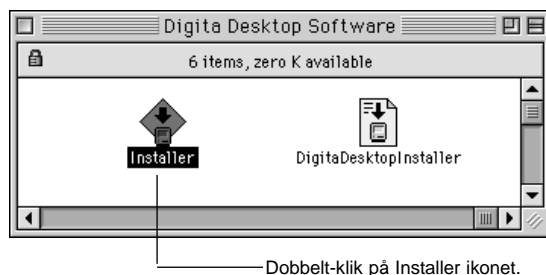 Digita Desktop Software
6 items, zero K available
Installer
DigitaDesktopInstaller
Dobbelt-klik på Installer ikonet.